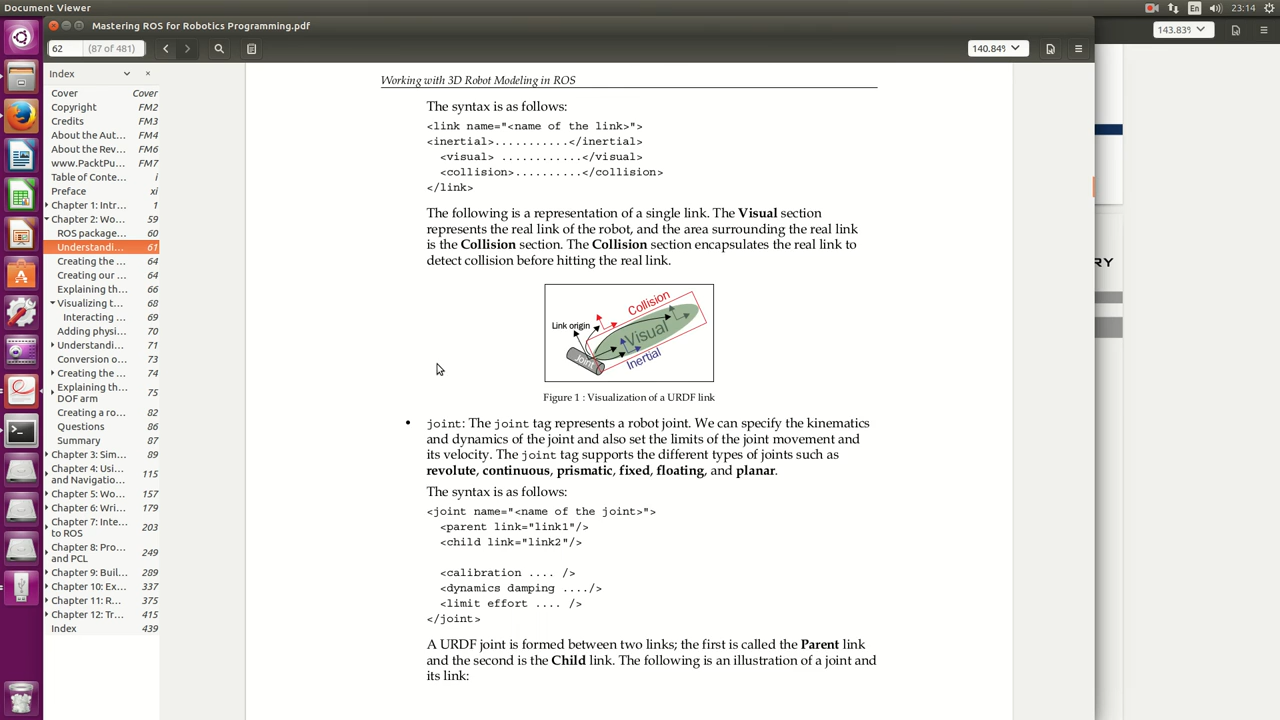 Document Viewer
En
23:14
Mastering ROS for Robotics Programming.pdf
143.83%
62
(87 of 481)
140.84%
Index
Cover Cover
Copyright FM2
Credits FM3
About the Aut... FM4
About the Rev... FM6
www.PacktPu... FM7
Table of Conte... i
Preface xi
Chapter 1: Intr... 1
Chapter 2: Wo... 59
ROS package... 60
Understandi... 61
Creating the ... 64
Creating our ... 64
Explaining th... 66
Visualizing t... 68
Interacting ... 69
Adding physi... 70
Understandi... 71
Conversion o... 73
Creating the ... 74
Explaining the DOF arm 75
Creating a ro... 82
Questions 86
Summary 87
Chapter 3: Sim... 89
Chapter 4: Usi... and Navigatio... 115
Chapter 5: Wo... 157
Chapter 6: Writ... 179
Chapter 7: Inte... to ROS 203
Chapter 8: Pro... and PCL 249
Chapter 9: Buil... 289
Chapter 10: Ex... 337
Chapter 11: R... 375
Chapter 12: Tr... 415
Index 439
Working with 3D Robot Modeling in ROS
The syntax is as follows:
<link name="<name of the link>">
<inertial>...........</inertial>
<visual> ............</visual>
<collision>..........</collision>
</link>
The following is a representation of a single link. The Visual section
represents the real link of the robot, and the area surrounding the real link
is the Collision section. The Collision section encapsulates the real link to
detect collision before hitting the real link.
Collision
Link origin
Visual
Joint
Inertial
Figure 1 : Visualization of a URDF link
• joint: The joint tag represents a robot joint. We can specify the kinematics
and dynamics of the joint and also set the limits of the joint movement and
its velocity. The joint tag supports the different types of joints such as
revolute, continuous, prismatic, fixed, floating, and planar.
The syntax is as follows:
<joint name="<name of the joint>">
<parent link="link1"/>
<child link="link2"/>
<calibration .... />
<dynamics damping ..../>
<limit effort .... />
</joint>
A URDF joint is formed between two links; the first is called the Parent link
and the second is the Child link. The following is an illustration of a joint and
its link:
RY